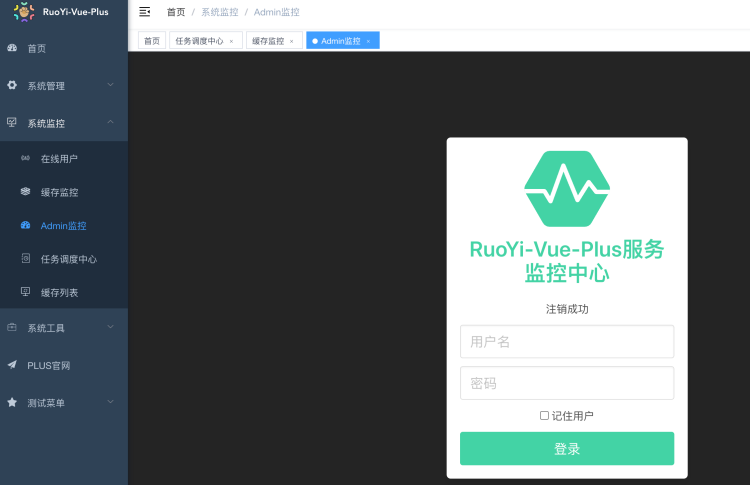 RuoYi-Vue-Plus
首页
系统管理
系统监控
在线用户
缓存监控
Admin监控
任务调度中心
缓存列表
系统工具
PLUS官网
测试菜单
首页 / 系统监控 / Admin监控
首页 任务调度中心 × 缓存监控 × Admin监控 ×
RuoYi-Vue-Plus服务
监控中心
注销成功
用户名
密码
记住用户
登录